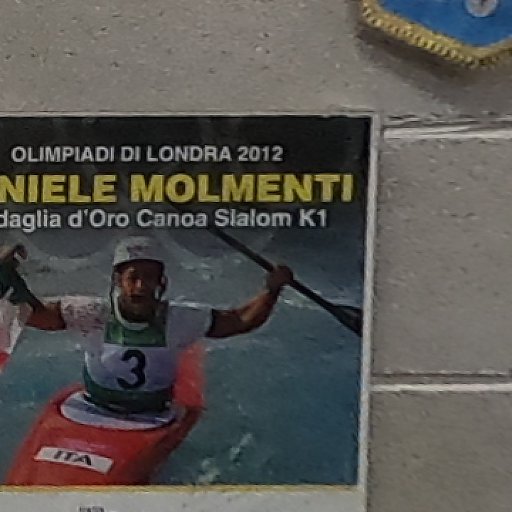 OLIMPIADI DI LONDRA 2012
NIELE MOLMENTI
daglia d'Oro Canoa Slalom K1
3
ITA